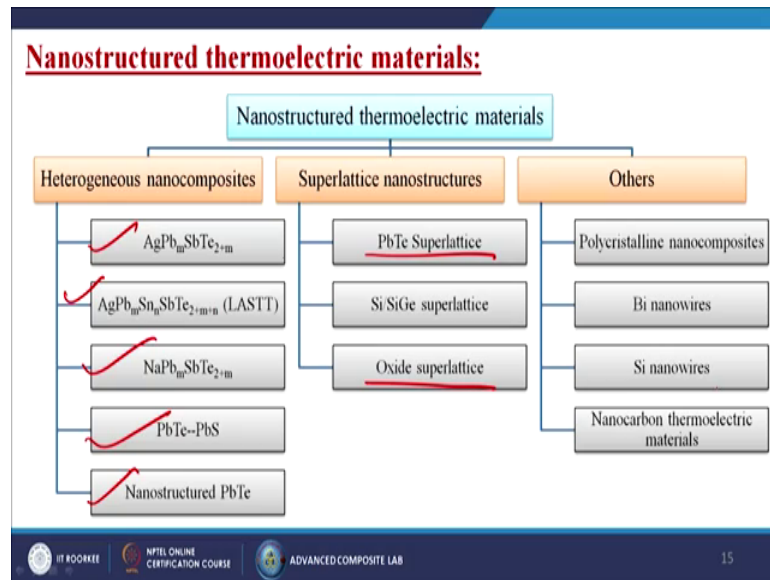 Nanostructured thermoelectric materials:
Nanostructured thermoelectric materials
Heterogeneous nanocomposites
AgPbₘSbTe₂₊ₘ
AgPbₘSnₙSbTe₂₊ₘ₊ₙ (LASTT)
NaPbₘSbTe₂₊ₘ
PbTe--PbS
Nanostructured PbTe
Superlattice nanostructures
PbTe Superlattice
Si/SiGe superlattice
Oxide superlattice
Others
Polycristalline nanocomposites
Bi nanowires
Si nanowires
Nanocarbon thermoelectric
materials
IIT ROORKEE
NPTEL ONLINE
CERTIFICATION COURSE
ADVANCED COMPOSITE LAB
15